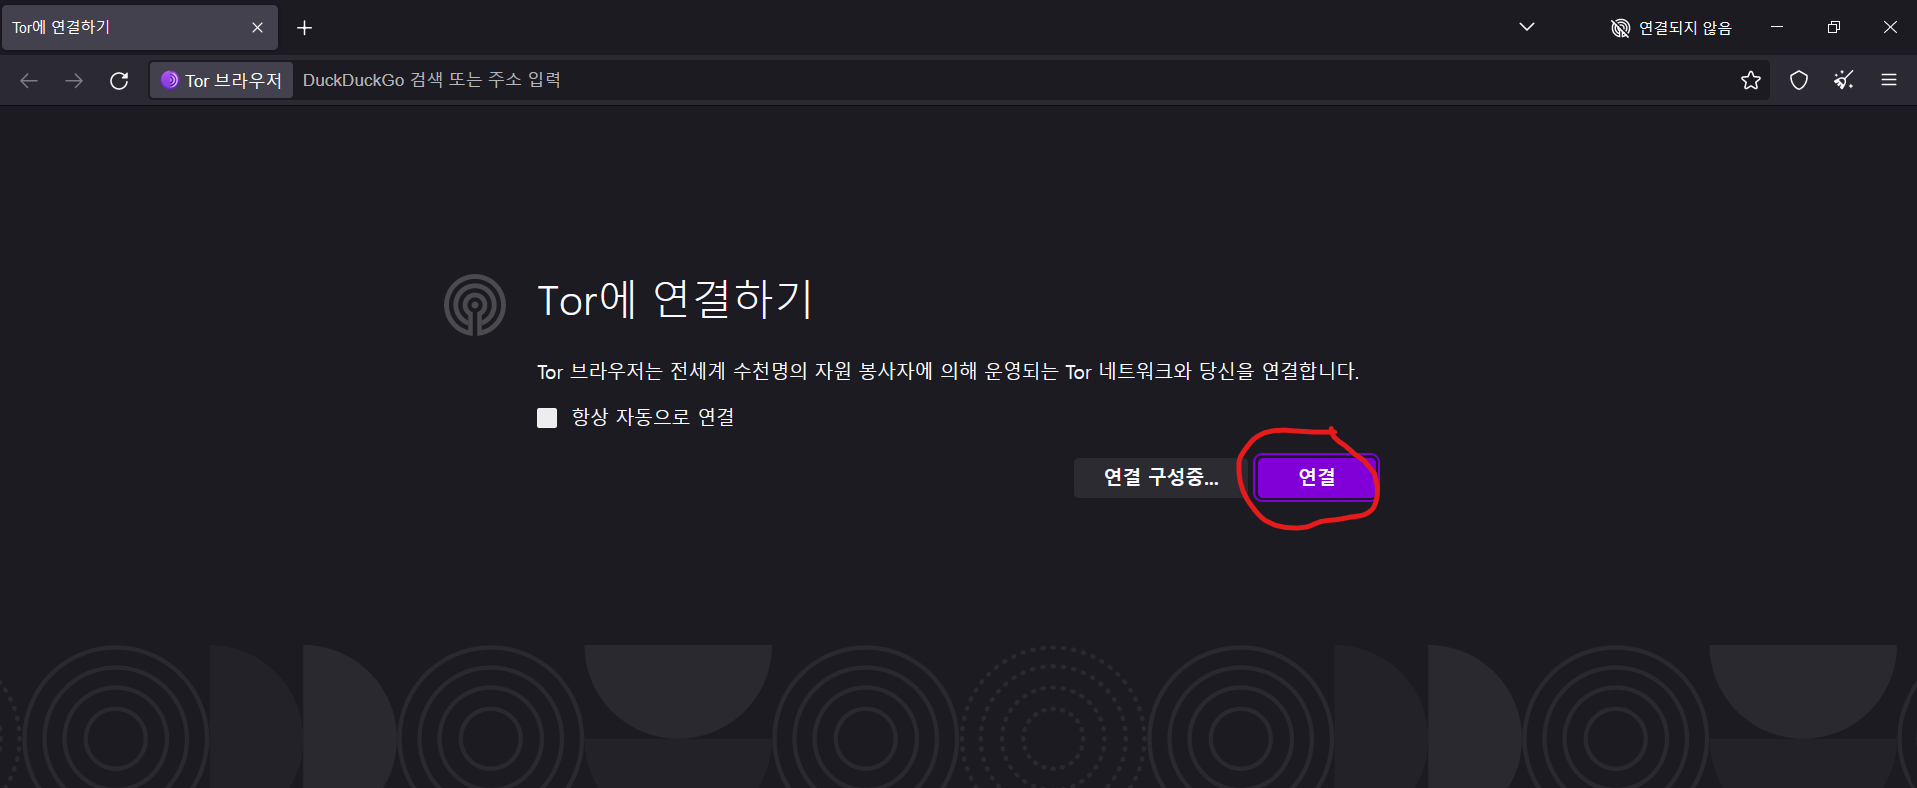 Tor에 연결하기
연결되지 않음
Tor 브라우저 DuckDuckGo 검색 또는 주소 입력
Tor에 연결하기
Tor 브라우저는 전세계 수천명의 자원 봉사자에 의해 운영되는 Tor 네트워크와 당신을 연결합니다.
항상 자동으로 연결
연결 구성중... 연결